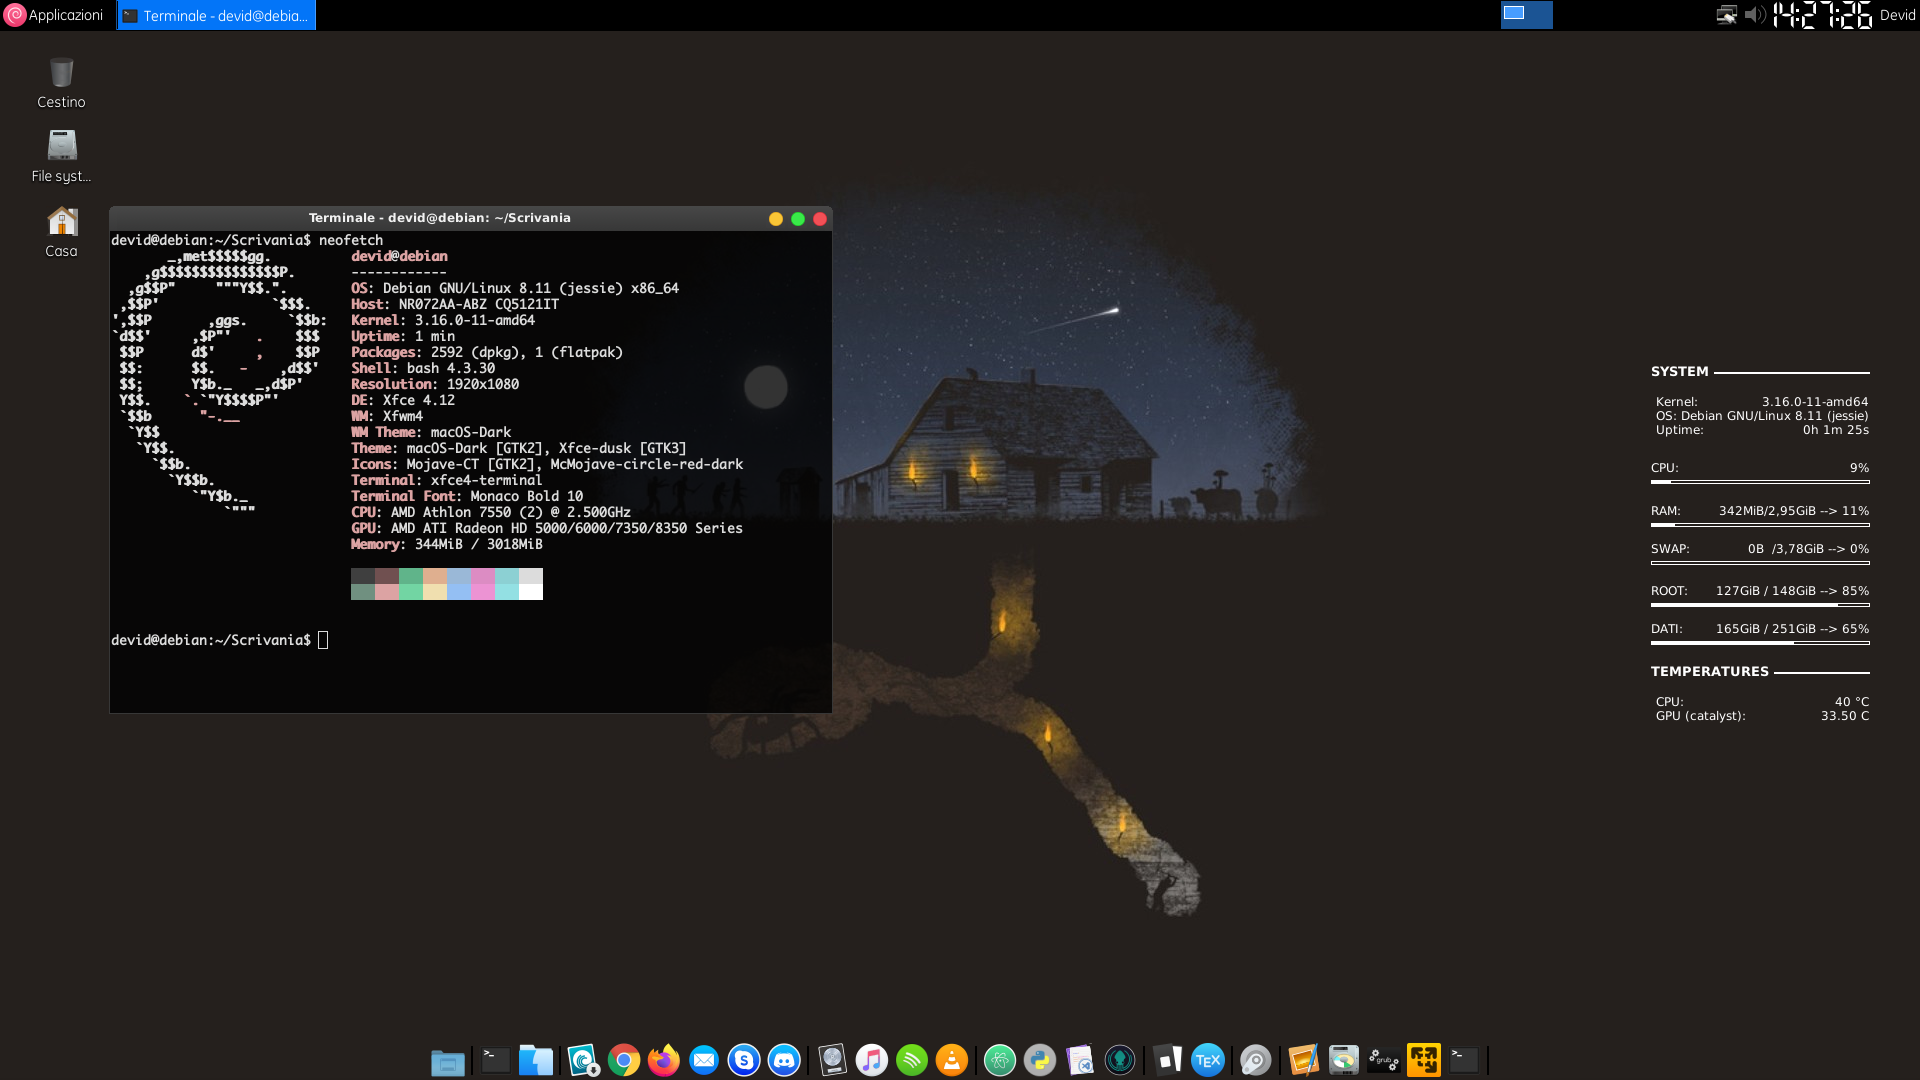 Applicazioni
Terminale - devid@debia...
14:27:26
Devid
Cestino
File syst...
Casa
Terminale - devid@debian: ~/Scrivania
devid@debian:~/Scrivania$ neofetch
devid@debian
------------
OS: Debian GNU/Linux 8.11 (jessie) x86_64
Host: NR072AA-ABZ CQ5121IT
Kernel: 3.16.0-11-amd64
Uptime: 1 min
Packages: 2592 (dpkg), 1 (flatpak)
Shell: bash 4.3.30
Resolution: 1920x1080
DE: Xfce 4.12
WM: Xfwm4
WM Theme: macOS-Dark
Theme: macOS-Dark [GTK2], Xfce-dusk [GTK3]
Icons: Mojave-CT [GTK2], McMojave-circle-red-dark
Terminal: xfce4-terminal
Terminal Font: Monaco Bold 10
CPU: AMD Athlon 7550 (2) @ 2.500GHz
GPU: AMD ATI Radeon HD 5000/6000/7350/8350 Series
Memory: 344MiB / 3018MiB
devid@debian:~/Scrivania$
SYSTEM
Kernel: 3.16.0-11-amd64
OS: Debian GNU/Linux 8.11 (jessie)
Uptime: 0h 1m 25s
CPU: 9%
RAM: 342MiB/2,95GiB --> 11%
SWAP: 0B /3,78GiB --> 0%
ROOT: 127GiB / 148GiB --> 85%
DATI: 165GiB / 251GiB --> 65%
TEMPERATURES
CPU: 40 °C
GPU (catalyst): 33.50 C
TEX
grub